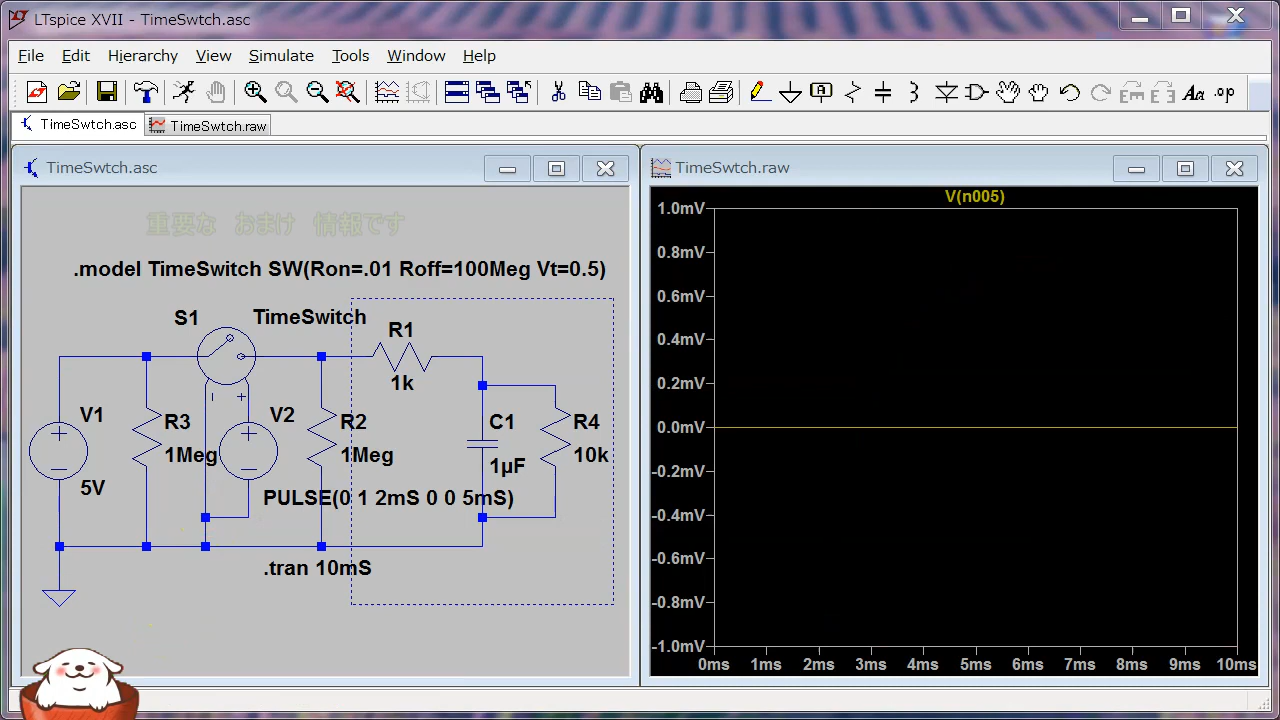 LTspice XVII - TimeSwtch.asc
File Edit Hierarchy View Simulate Tools Window Help
Aa .op
TimeSwtch.asc TimeSwtch.raw
TimeSwtch.asc
重要な おまけ 情報です
.model TimeSwitch SW(Ron=.01 Roff=100Meg Vt=0.5)
S1 TimeSwitch R1
1k
V1 R3 V2 R2 C1 R4
1Meg 1Meg 1µF 10k
5V PULSE(0 1 2mS 0 0 5mS)
.tran 10mS
TimeSwtch.raw
V(n005)
1.0mV
0.8mV
0.6mV
0.4mV
0.2mV
0.0mV
-0.2mV
-0.4mV
-0.6mV
-0.8mV
-1.0mV
0ms 1ms 2ms 3ms 4ms 5ms 6ms 7ms 8ms 9ms 10ms